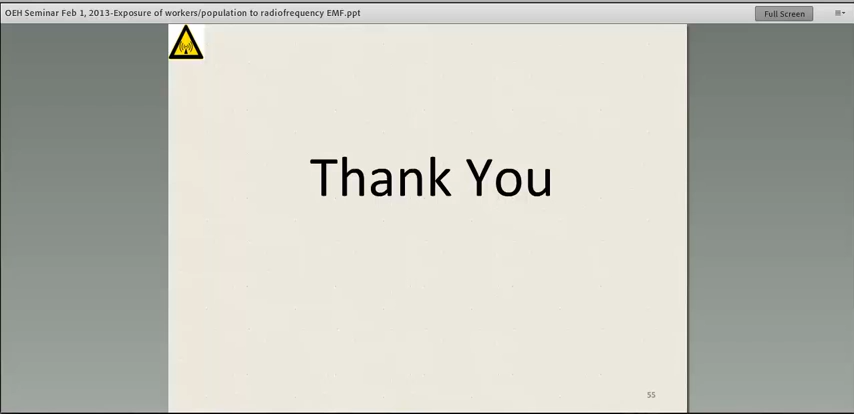 OEH Seminar Feb 1, 2013-Exposure of workers/population to radiofrequency EMF.ppt
Full Screen
Thank You
55